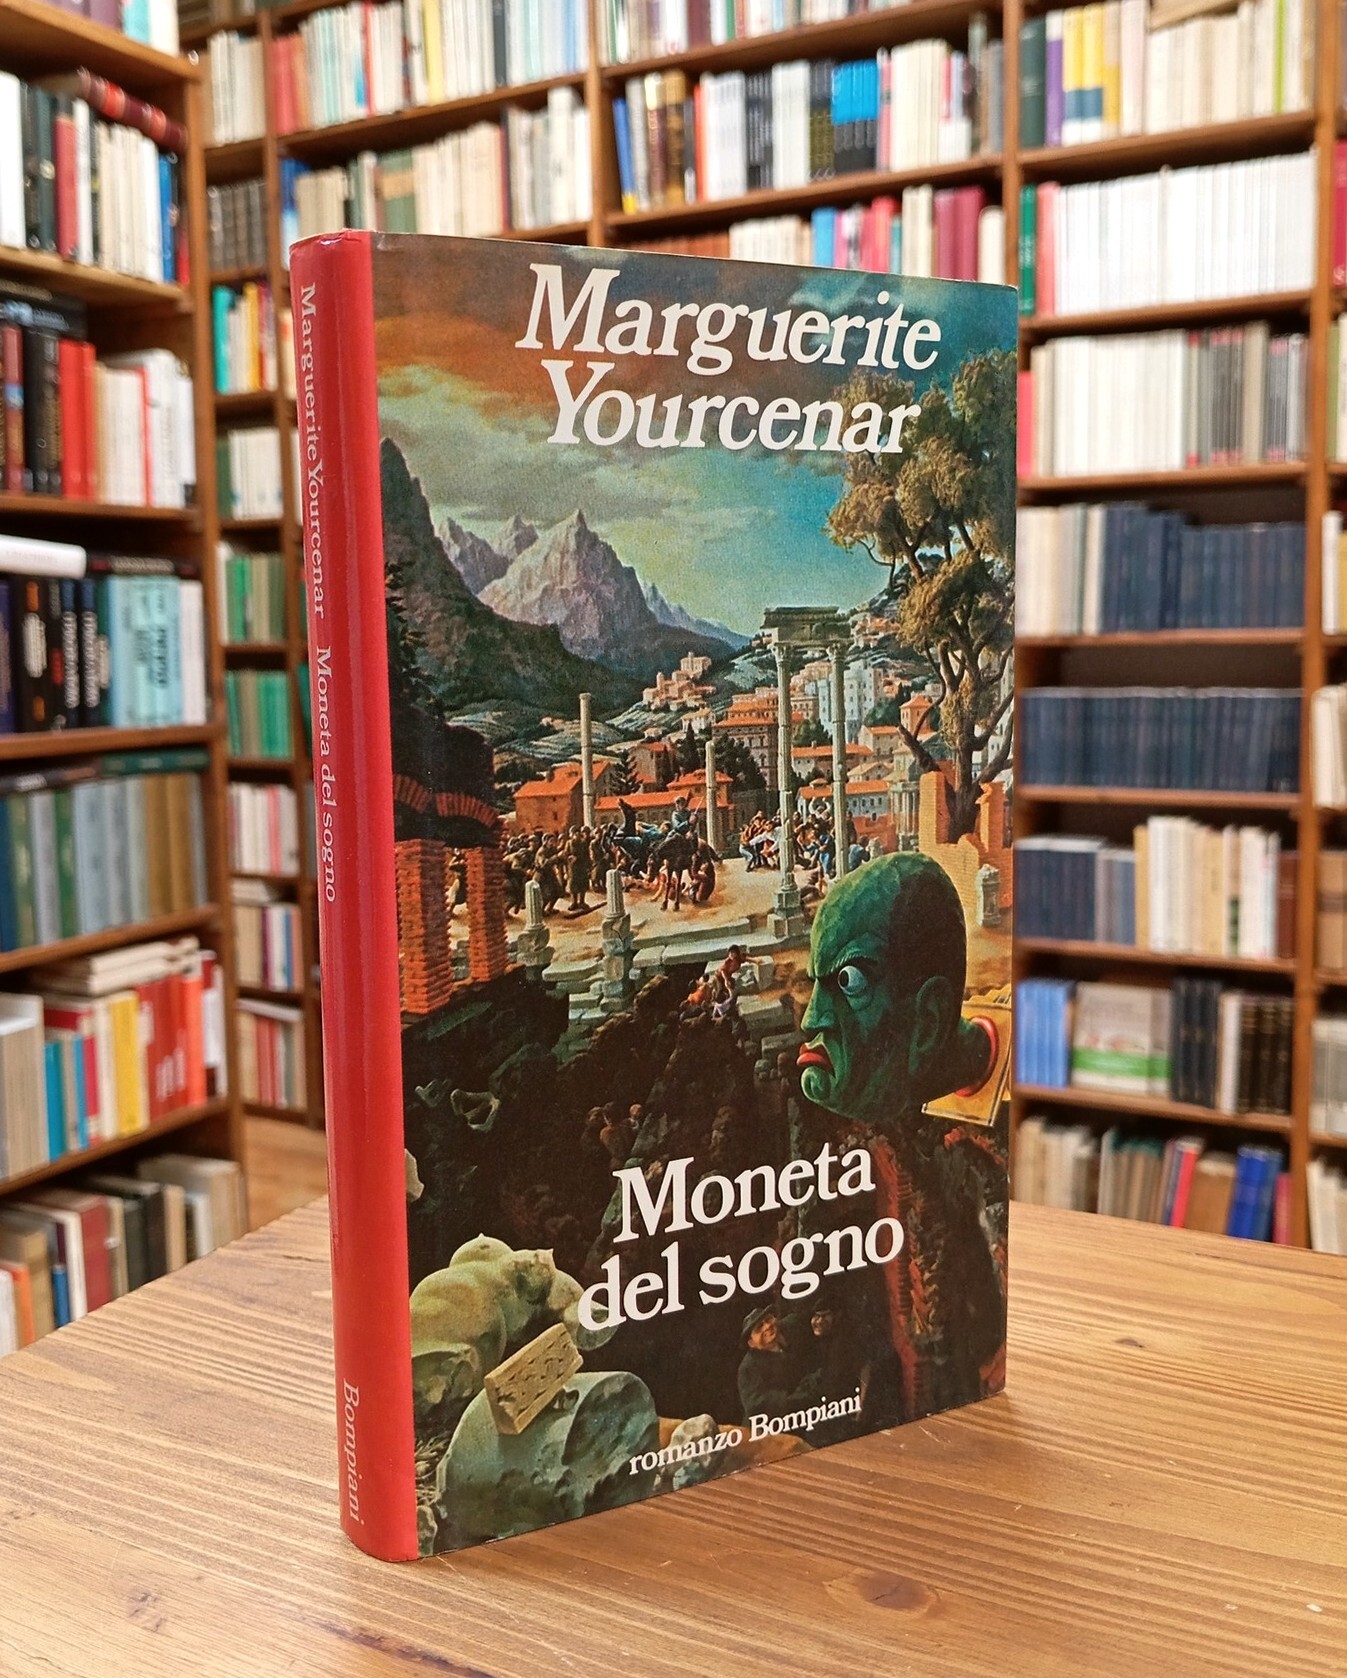 Marguerite
Yourcenar
Moneta
del sogno
romanzo Bompiani
Marguerite Yourcenar Moneta del sogno Bompiani